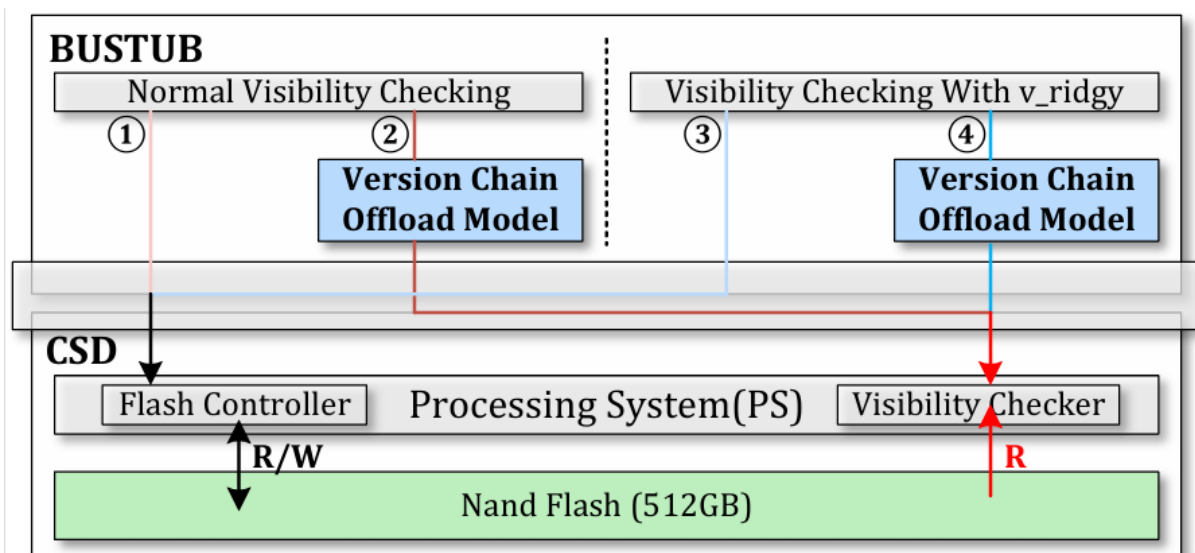 BUSTUB
Normal Visibility Checking
Visibility Checking With v_ridgy
①
②
③
④
Version Chain
Offload Model
Version Chain
Offload Model
CSD
Flash Controller
Processing System(PS)
Visibility Checker
R/W
R
Nand Flash (512GB)